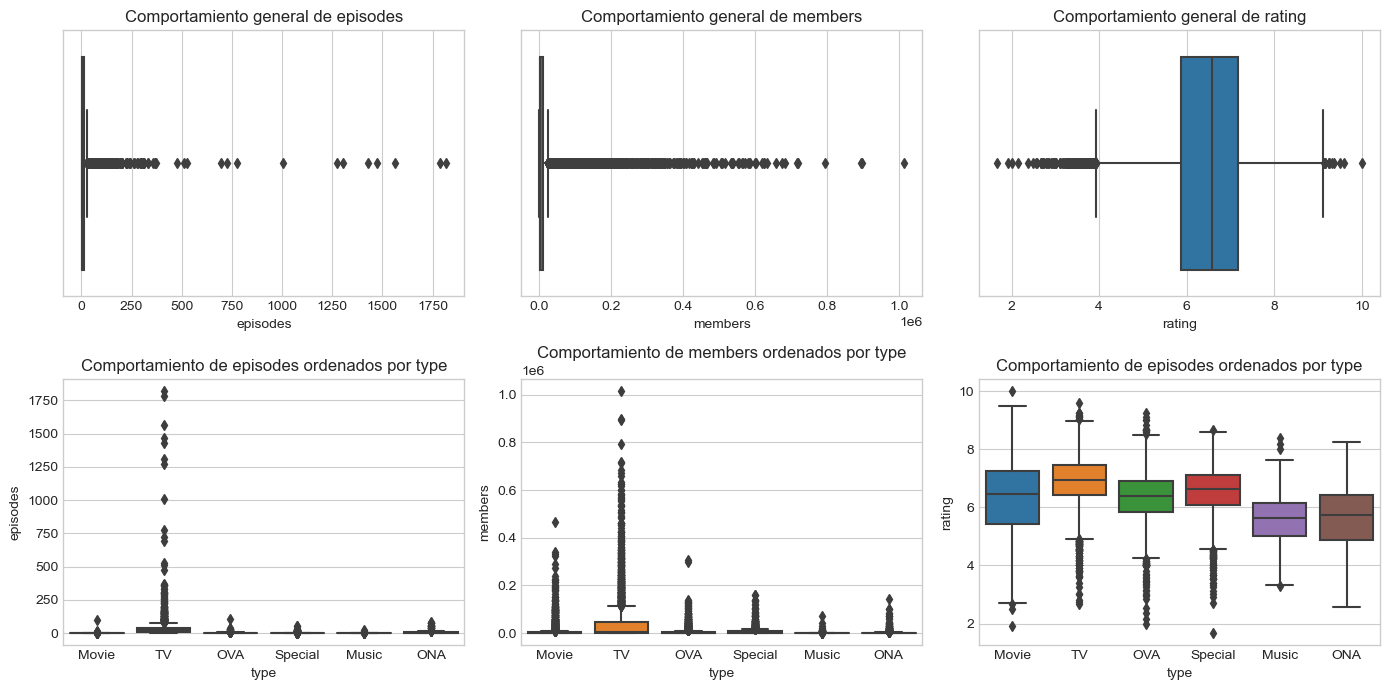 Comportamiento general de episodes
0 250 500 750 1000 1250 1500 1750
episodes
Comportamiento general de members
0.0 0.2 0.4 0.6 0.8 1.0
1e6
members
Comportamiento general de rating
2 4 6 8 10
rating
Comportamiento de episodes ordenados por type
episodes
1750
1500
1250
1000
750
500
250
0
Movie TV OVA Special Music ONA
type
Comportamiento de members ordenados por type
1e6
members
1.0
0.8
0.6
0.4
0.2
0.0
Movie TV OVA Special Music ONA
type
Comportamiento de episodes ordenados por type
rating
10
8
6
4
2
Movie TV OVA Special Music ONA
type